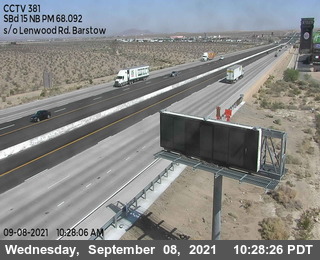 CCTV 381
SBd 15 NB PM 68.092
s/o Lenwood Rd. Barstow
09-08-2021 10:28:06 AM
Wednesday, September 08, 2021 10:28:26 PDT